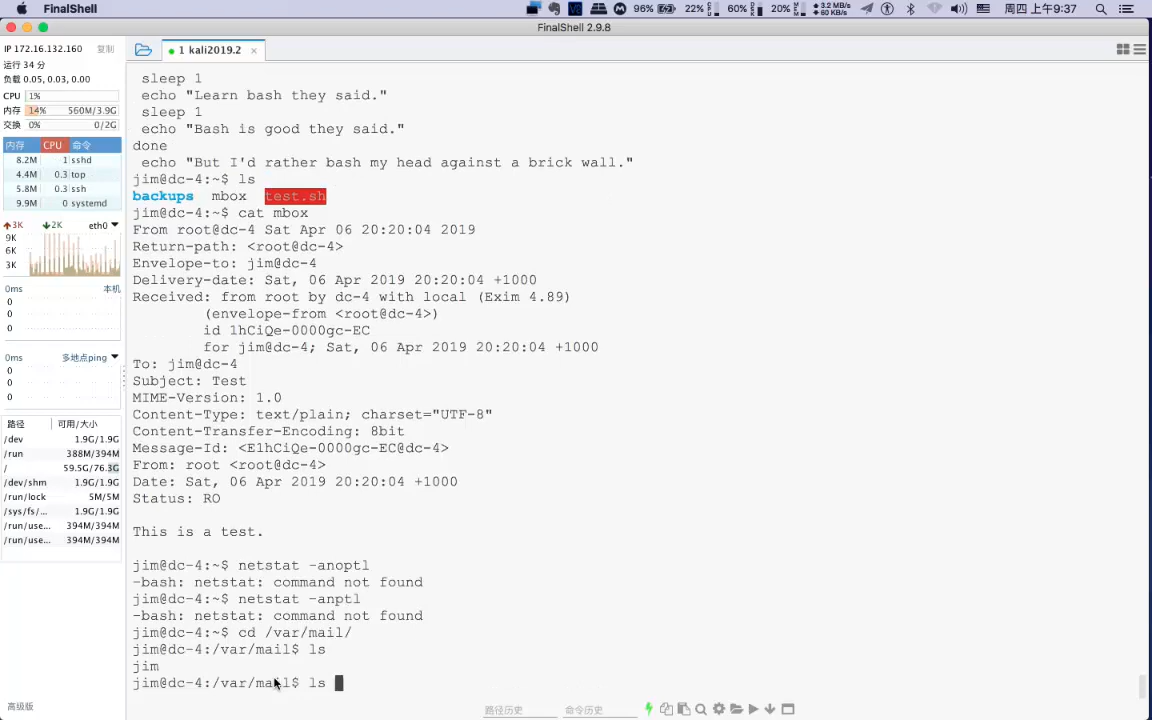 FinalShell 96% 22% 60% 20% 3.2 MB/s 60 KB/s 周四 上午9:37
FinalShell 2.9.8
IP 172.16.132.160 复制
运行 34 分
负载 0.05, 0.03, 0.00
CPU 1%
内存 14% 560M/3.9G
交换 0% 0/2G
内存 CPU 命令
8.2M 1 sshd
4.4M 0.3 top
5.8M 0.3 ssh
9.9M 0 systemd
3K 2K eth0
9K
6K
3K
0ms 本机
0
0
0
0ms 多地点ping
0
0
0
路径 可用/大小
/dev 1.9G/1.9G
/run 388M/394M
/ 59.5G/76.3G
/dev/shm 1.9G/1.9G
/run/lock 5M/5M
/sys/fs/... 1.9G/1.9G
/run/use... 394M/394M
/run/use... 394M/394M
高级版
1 kali2019.2 ×
sleep 1
echo "Learn bash they said."
sleep 1
echo "Bash is good they said."
done
echo "But I'd rather bash my head against a brick wall."
jim@dc-4:~$ ls
backups mbox test.sh
jim@dc-4:~$ cat mbox
From root@dc-4 Sat Apr 06 20:20:04 2019
Return-path: <root@dc-4>
Envelope-to: jim@dc-4
Delivery-date: Sat, 06 Apr 2019 20:20:04 +1000
Received: from root by dc-4 with local (Exim 4.89)
(envelope-from <root@dc-4>)
id 1hCiQe-0000gc-EC
for jim@dc-4; Sat, 06 Apr 2019 20:20:04 +1000
To: jim@dc-4
Subject: Test
MIME-Version: 1.0
Content-Type: text/plain; charset="UTF-8"
Content-Transfer-Encoding: 8bit
Message-Id: <E1hCiQe-0000gc-EC@dc-4>
From: root <root@dc-4>
Date: Sat, 06 Apr 2019 20:20:04 +1000
Status: RO
This is a test.
jim@dc-4:~$ netstat -anoptl
-bash: netstat: command not found
jim@dc-4:~$ netstat -anptl
-bash: netstat: command not found
jim@dc-4:~$ cd /var/mail/
jim@dc-4:/var/mail$ ls
jim
jim@dc-4:/var/mail$ ls
路径历史 命令历史